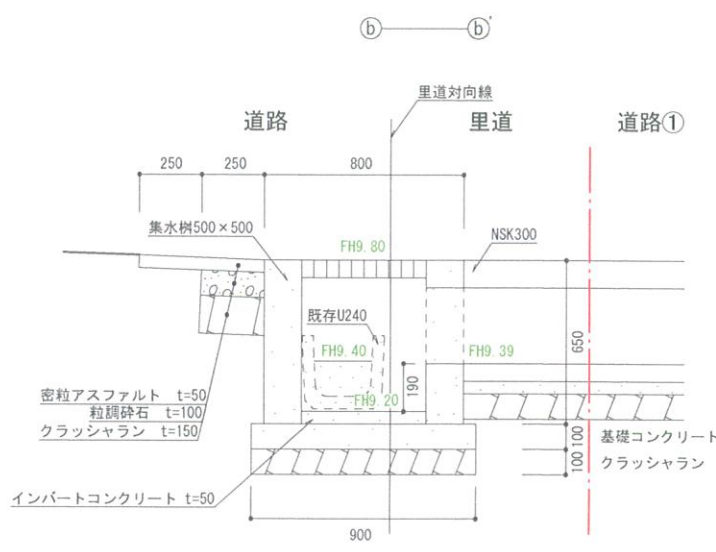 b b'
里道対向線
道路 里道 道路①
250 250 800
集水桝500×500
NSK300
FH9.80
既存U240
FH9.40 FH9.39
650
190
FH9.20
密粒アスファルト t=50
粒調砕石 t=100
クラッシャラン t=150
100 基礎コンクリート
100 クラッシャラン
インバートコンクリート t=50
900